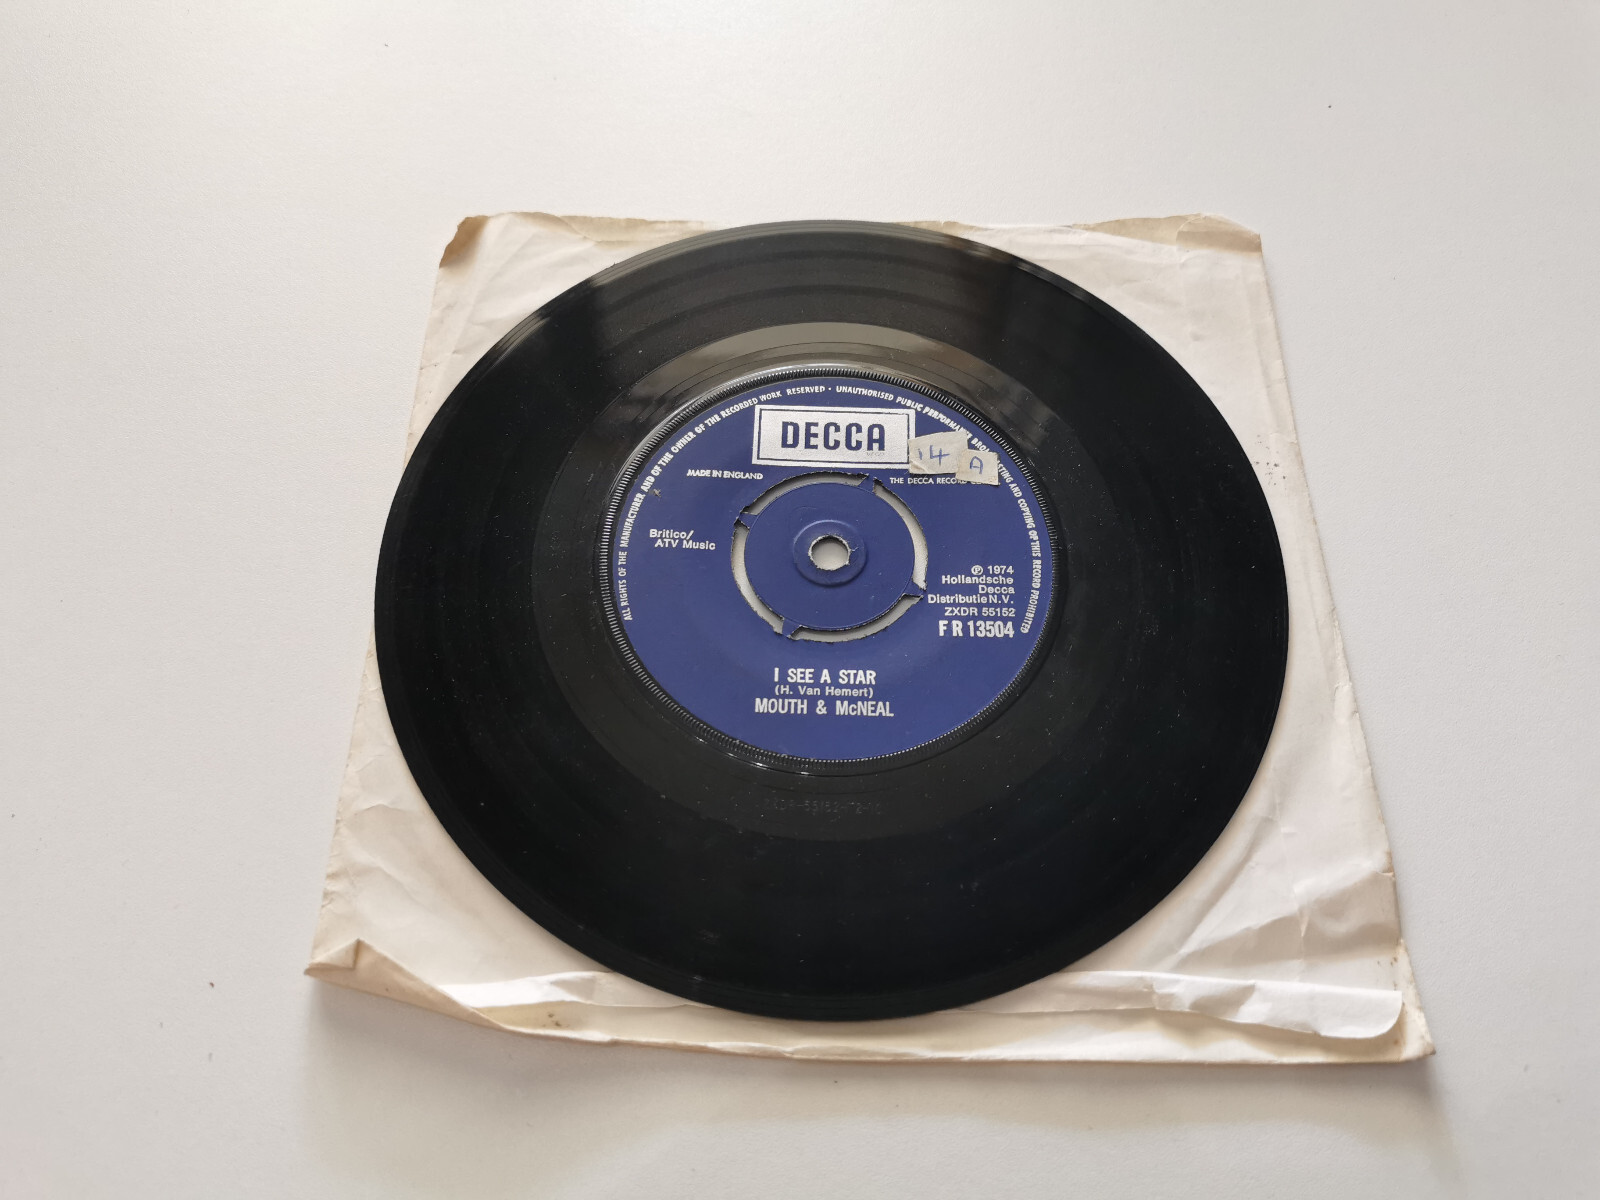 ALL RIGHTS OF THE MANUFACTURER AND OF THE OWNER OF THE RECORDED WORK RESERVED · UNAUTHORISED PUBLIC PERFORMANCE BROADCASTING AND COPYING OF THIS RECORD PROHIBITED
DECCA
14 A
MADE IN ENGLAND
THE DECCA RECORD
Britico/
ATV Music
Ⓟ 1974
Hollandsche
Decca
Distributie N.V.
ZXDR 55152
FR 13504
I SEE A STAR
(H. Van Hemert)
MOUTH & McNEAL